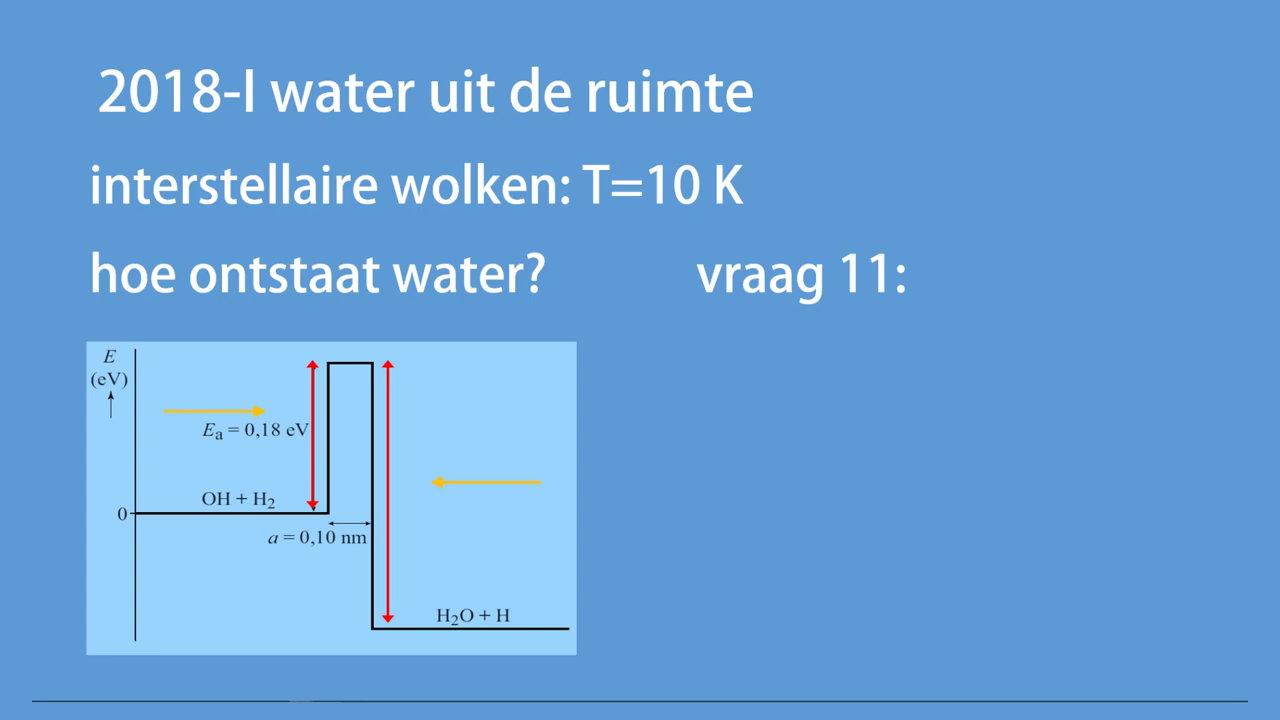 2018-I water uit de ruimte
interstellaire wolken: T=10 K
hoe ontstaat water?
vraag 11:
E
(eV)
Ea = 0,18 eV
OH + H2
0
a = 0,10 nm
H2O + H